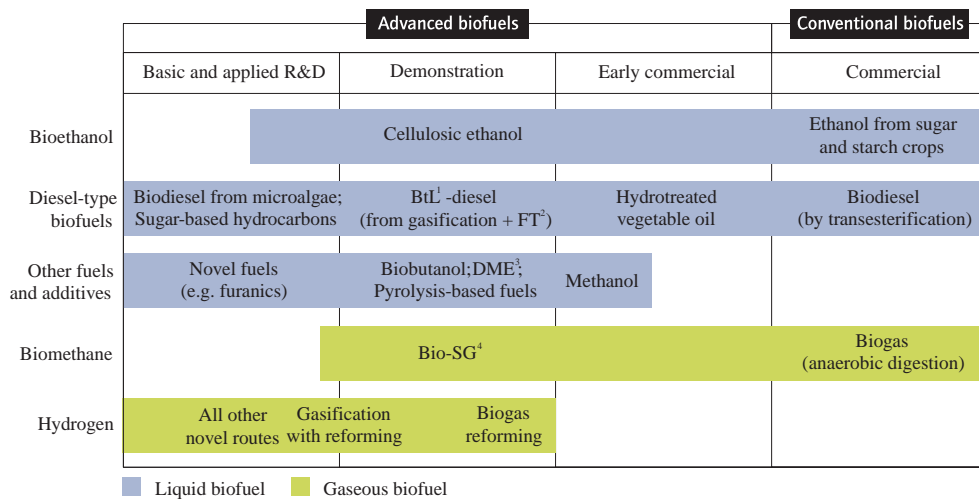 Advanced biofuels
Conventional biofuels
Basic and applied R&D
Demonstration
Early commercial
Commercial
Bioethanol
Cellulosic ethanol
Ethanol from sugar
and starch crops
Diesel-type
biofuels
Biodiesel from microalgae;
Sugar-based hydrocarbons
BtL¹ -diesel
(from gasification + FT²)
Hydrotreated
vegetable oil
Biodiesel
(by transesterification)
Other fuels
and additives
Novel fuels
(e.g. furanics)
Biobutanol; DME³;
Pyrolysis-based fuels
Methanol
Biomethane
Bio-SG⁴
Biogas
(anaerobic digestion)
Hydrogen
All other
novel routes
Gasification
with reforming
Biogas
reforming
Liquid biofuel
Gaseous biofuel